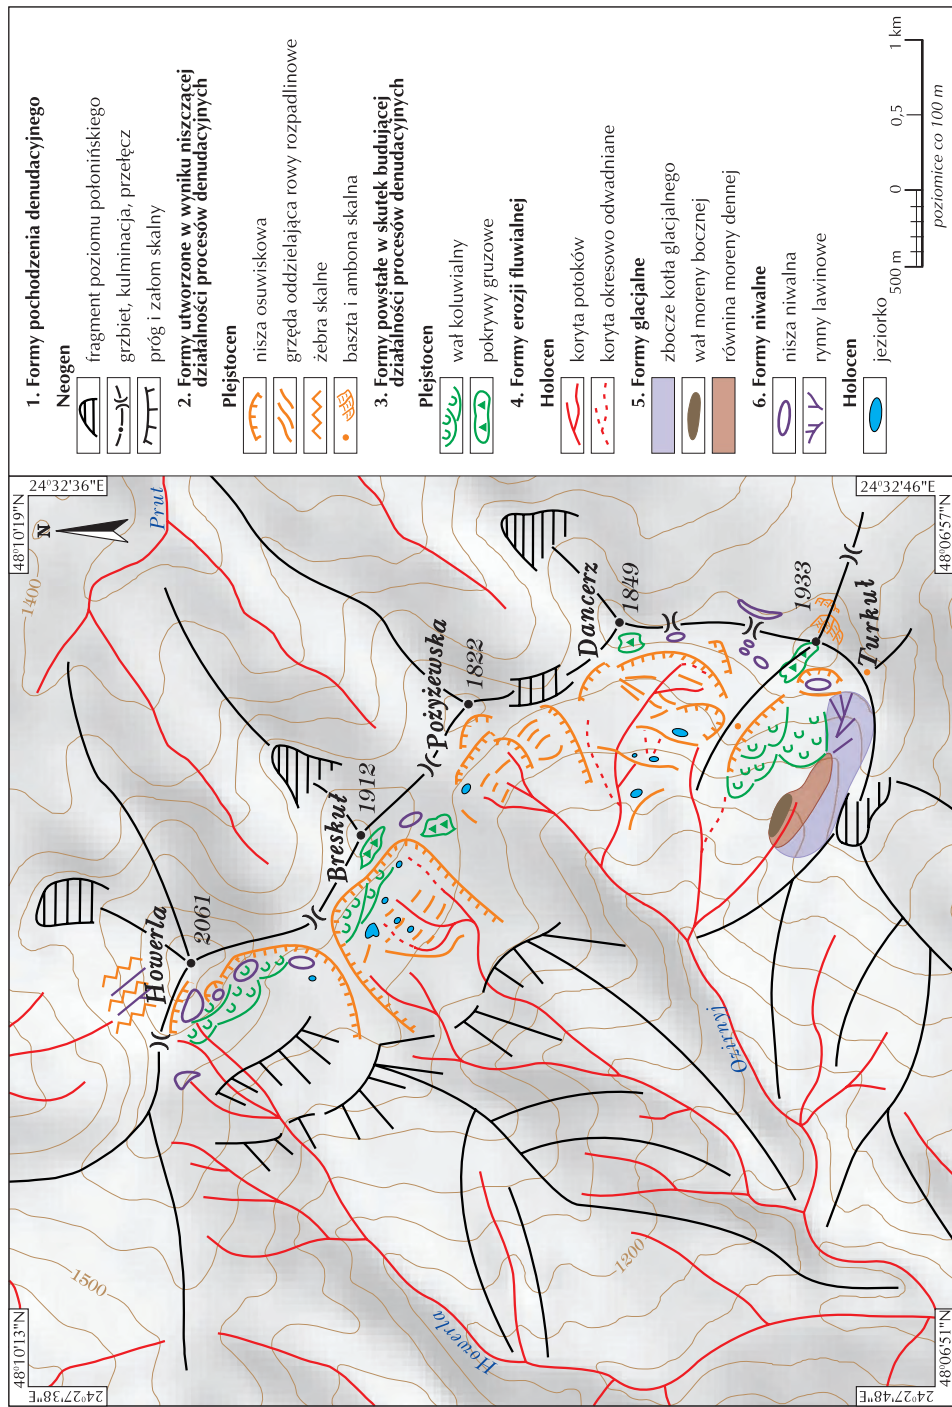 48°10'13"N
24°27'38"E
48°10'19"N
24°32'36"E
N
Prut
1400
1500
Howerla
2061
Breskuł
1912
Pożyżewska
1822
Dancerz
1849
1933
Turkuł
Ozirnyj
Howerla
1200
48°06'51"N
24°27'48"E
48°06'57"N
24°32'46"E
1. Formy pochodzenia denudacyjnego
Neogen
fragment poziomu połonińskiego
grzbiet, kulminacja, przełęcz
próg i załom skalny
2. Formy utworzone w wyniku niszczącej
działalności procesów denudacyjnych
Plejstocen
nisza osuwiskowa
grzęda oddzielająca rowy rozpadlinowe
żebra skalne
baszta i ambona skalna
3. Formy powstałe w skutek budującej
działalności procesów denudacyjnych
Plejstocen
wał koluwialny
pokrywy gruzowe
4. Formy erozji fluwialnej
Holocen
koryta potoków
koryta okresowo odwadniane
5. Formy glacjalne
zbocze kotła glacjalnego
wał moreny bocznej
równina moreny dennej
6. Formy niwalne
nisza niwalna
rynny lawinowe
Holocen
jeziorko
500 m
0
0,5
1 km
poziomice co 100 m